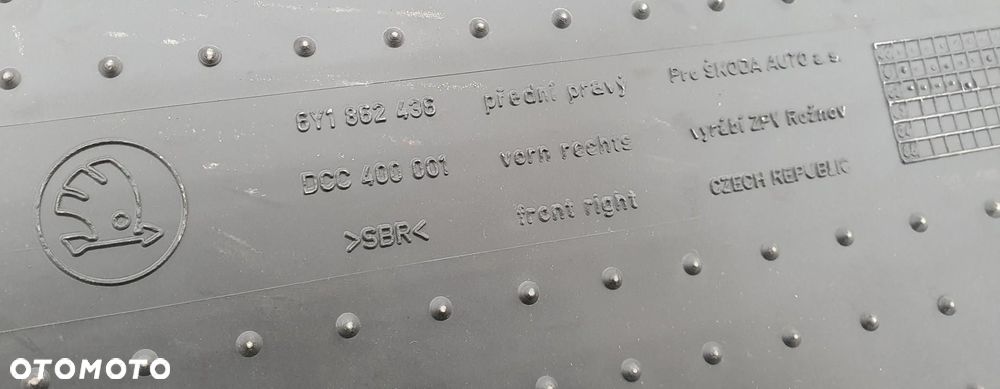 6Y1 862 436
DCC 400 001
>SBR<
přední pravý
vorn rechts
front right
Pro ŠKODA AUTO a.s.
vyrábí ZPV Rožnov
CZECH REPUBLIC
OTOMOTO